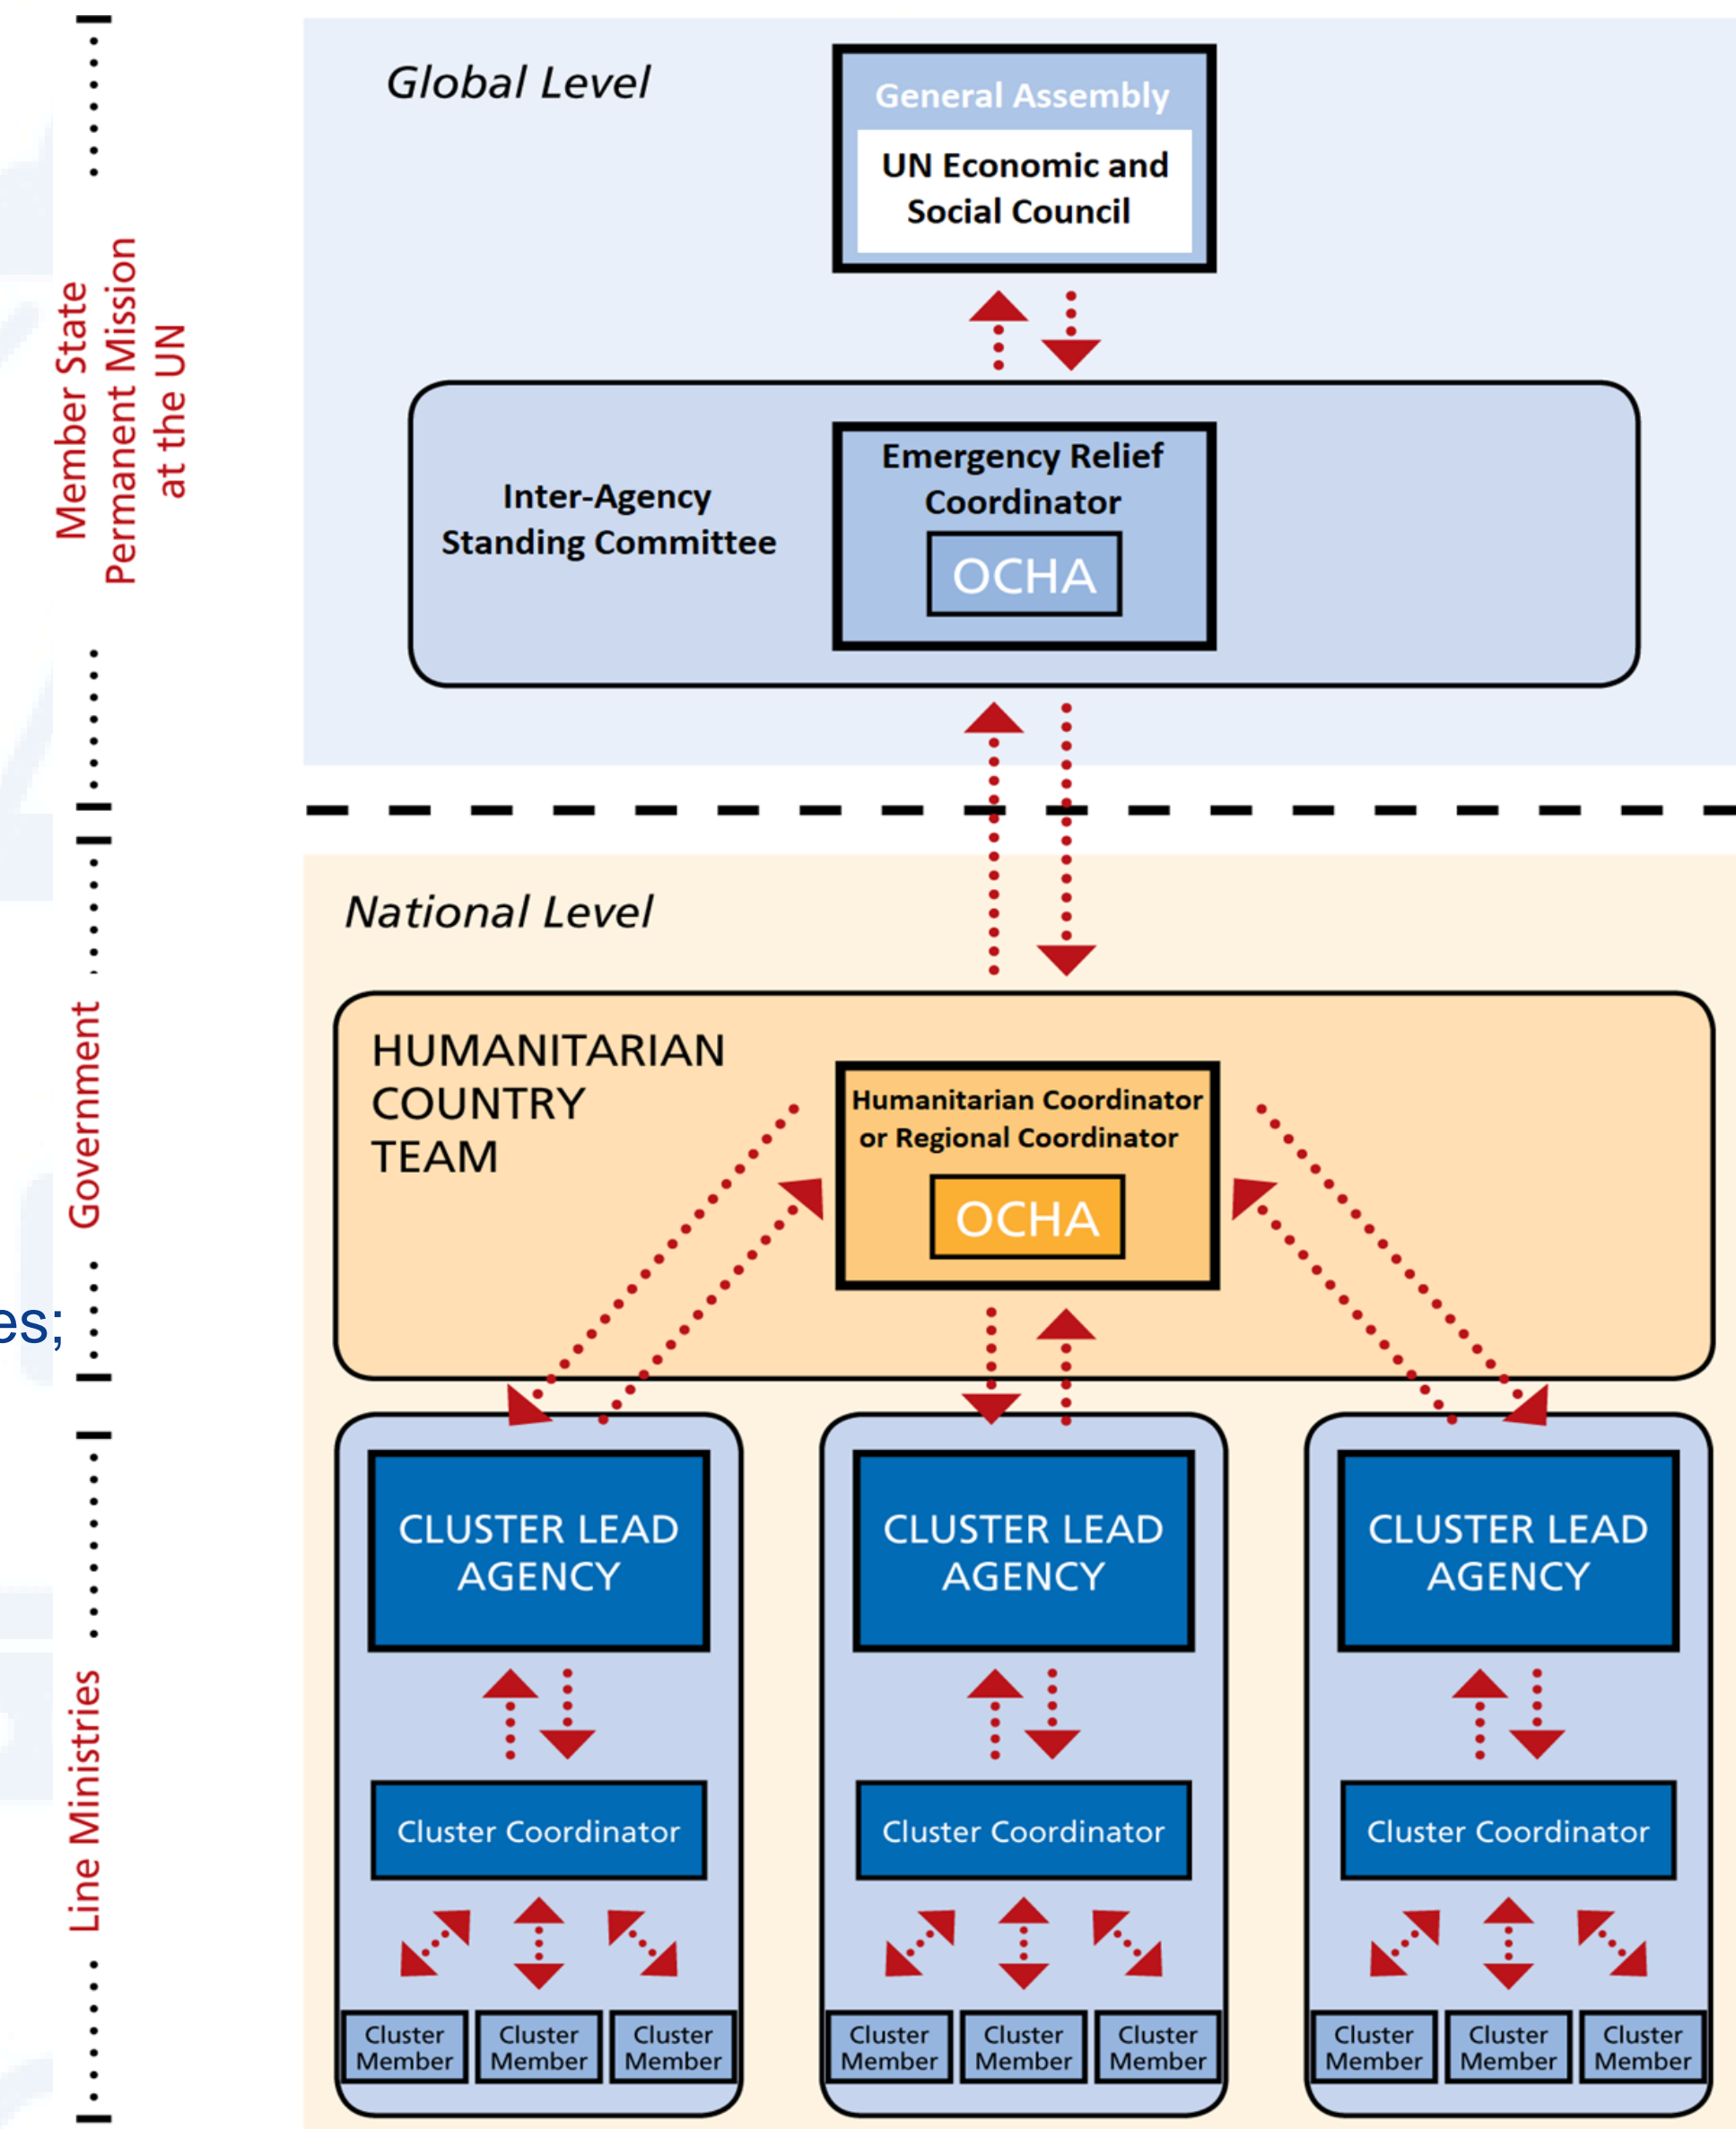 Global Level
General Assembly
UN Economic and
Social Council
Member State
Permanent Mission
at the UN
Inter-Agency
Standing Committee
Emergency Relief
Coordinator
OCHA
National Level
Government
HUMANITARIAN
COUNTRY
TEAM
Humanitarian Coordinator
or Regional Coordinator
OCHA
es;
Line Ministries
CLUSTER LEAD
AGENCY
CLUSTER LEAD
AGENCY
CLUSTER LEAD
AGENCY
Cluster Coordinator
Cluster Coordinator
Cluster Coordinator
Cluster
Member
Cluster
Member
Cluster
Member
Cluster
Member
Cluster
Member
Cluster
Member
Cluster
Member
Cluster
Member
Cluster
Member